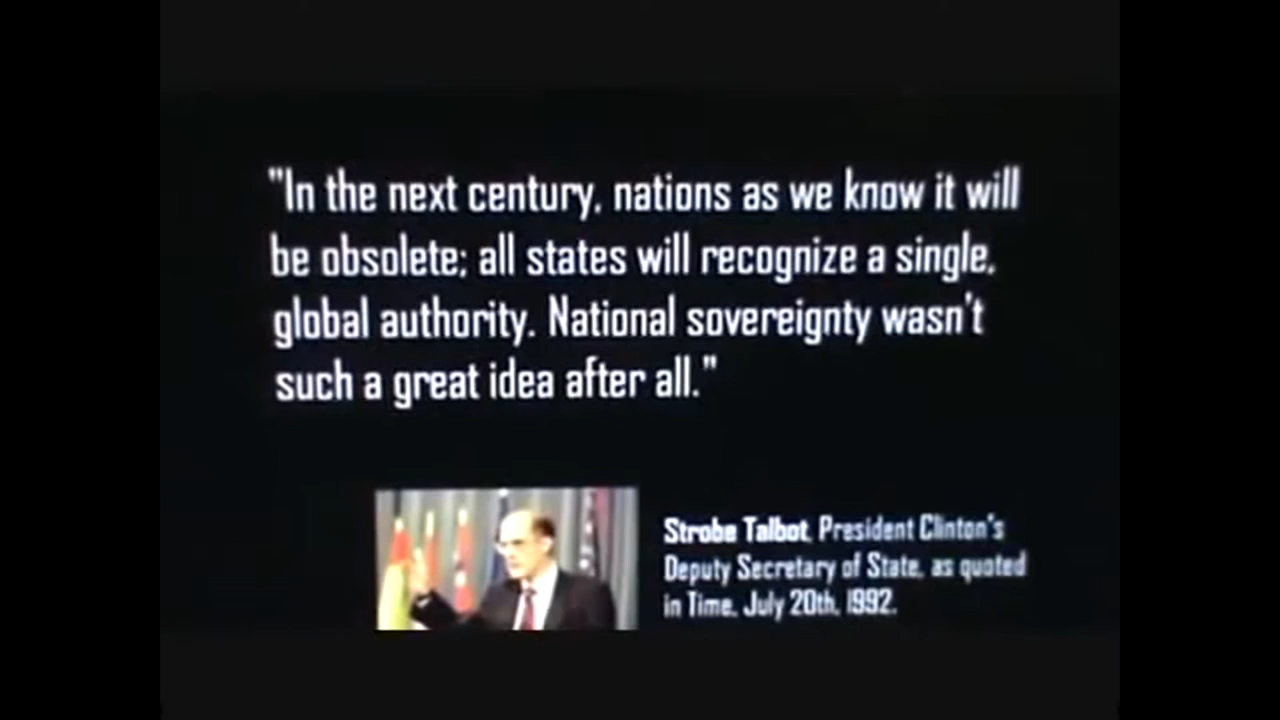 "In the next century, nations as we know it will
be obsolete; all states will recognize a single,
global authority. National sovereignty wasn't
such a great idea after all."
Strobe Talbot, President Clinton's
Deputy Secretary of State, as quoted
in Time, July 20th, 1992.